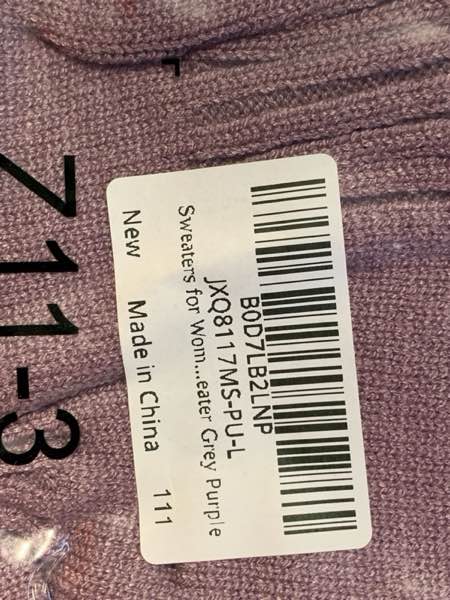 B0D7LB2LNP
JXQ8117MS-PU-L
Sweaters for Wom...eater Grey Purple
New Made in China 111
Z11-3